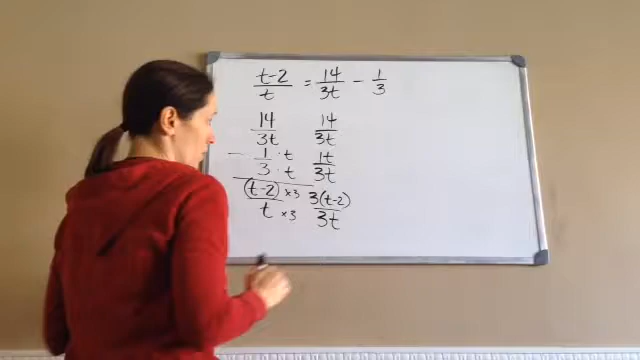 t-2/t = 14/3t - 1/3
14/3t 14/3t
- 1/3 · t/t 1t/3t
(t-2)/t ×3/×3 3(t-2)/3t